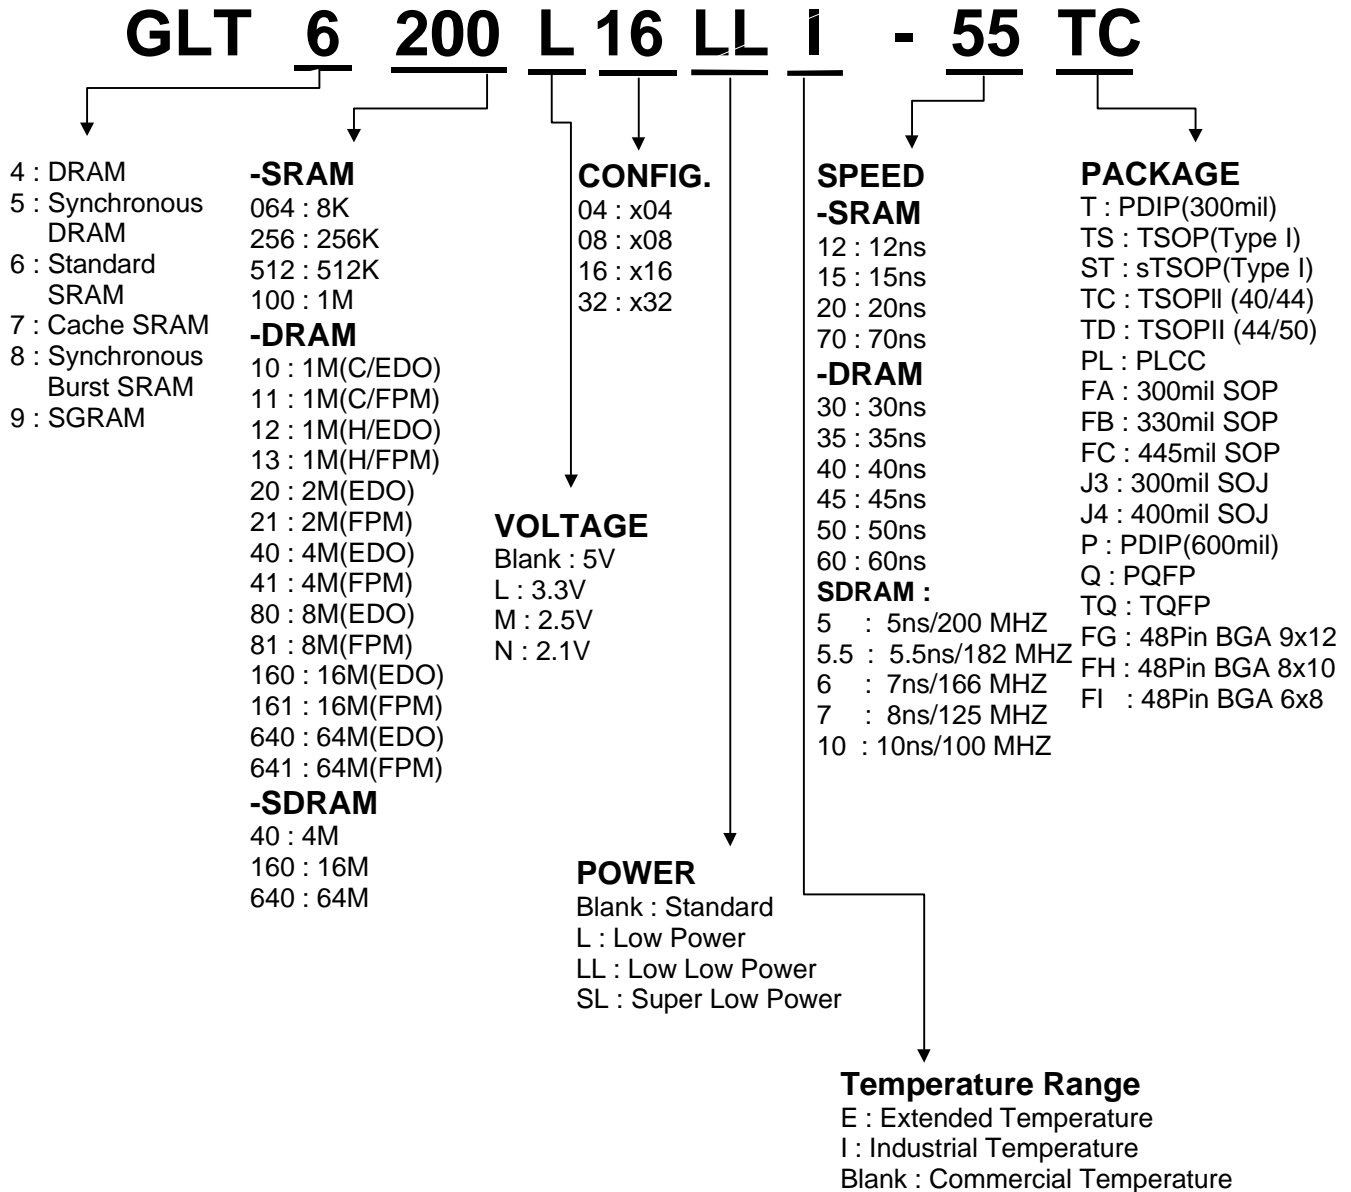 GLT 6 200 L 16 LL I - 55 TC
4 : DRAM
5 : Synchronous
DRAM
6 : Standard
SRAM
7 : Cache SRAM
8 : Synchronous
Burst SRAM
9 : SGRAM
-SRAM
064 : 8K
256 : 256K
512 : 512K
100 : 1M
-DRAM
10 : 1M(C/EDO)
11 : 1M(C/FPM)
12 : 1M(H/EDO)
13 : 1M(H/FPM)
20 : 2M(EDO)
21 : 2M(FPM)
40 : 4M(EDO)
41 : 4M(FPM)
80 : 8M(EDO)
81 : 8M(FPM)
160 : 16M(EDO)
161 : 16M(FPM)
640 : 64M(EDO)
641 : 64M(FPM)
-SDRAM
40 : 4M
160 : 16M
640 : 64M
VOLTAGE
Blank : 5V
L : 3.3V
M : 2.5V
N : 2.1V
CONFIG.
04 : x04
08 : x08
16 : x16
32 : x32
POWER
Blank : Standard
L : Low Power
LL : Low Low Power
SL : Super Low Power
SPEED
-SRAM
12 : 12ns
15 : 15ns
20 : 20ns
70 : 70ns
-DRAM
30 : 30ns
35 : 35ns
40 : 40ns
45 : 45ns
50 : 50ns
60 : 60ns
SDRAM :
5 : 5ns/200 MHZ
5.5 : 5.5ns/182 MHZ
6 : 7ns/166 MHZ
7 : 8ns/125 MHZ
10 : 10ns/100 MHZ
Temperature Range
E : Extended Temperature
I : Industrial Temperature
Blank : Commercial Temperature
PACKAGE
T : PDIP(300mil)
TS : TSOP(Type I)
ST : sTSOP(Type I)
TC : TSOPII (40/44)
TD : TSOPII (44/50)
PL : PLCC
FA : 300mil SOP
FB : 330mil SOP
FC : 445mil SOP
J3 : 300mil SOJ
J4 : 400mil SOJ
P : PDIP(600mil)
Q : PQFP
TQ : TQFP
FG : 48Pin BGA 9x12
FH : 48Pin BGA 8x10
FI : 48Pin BGA 6x8